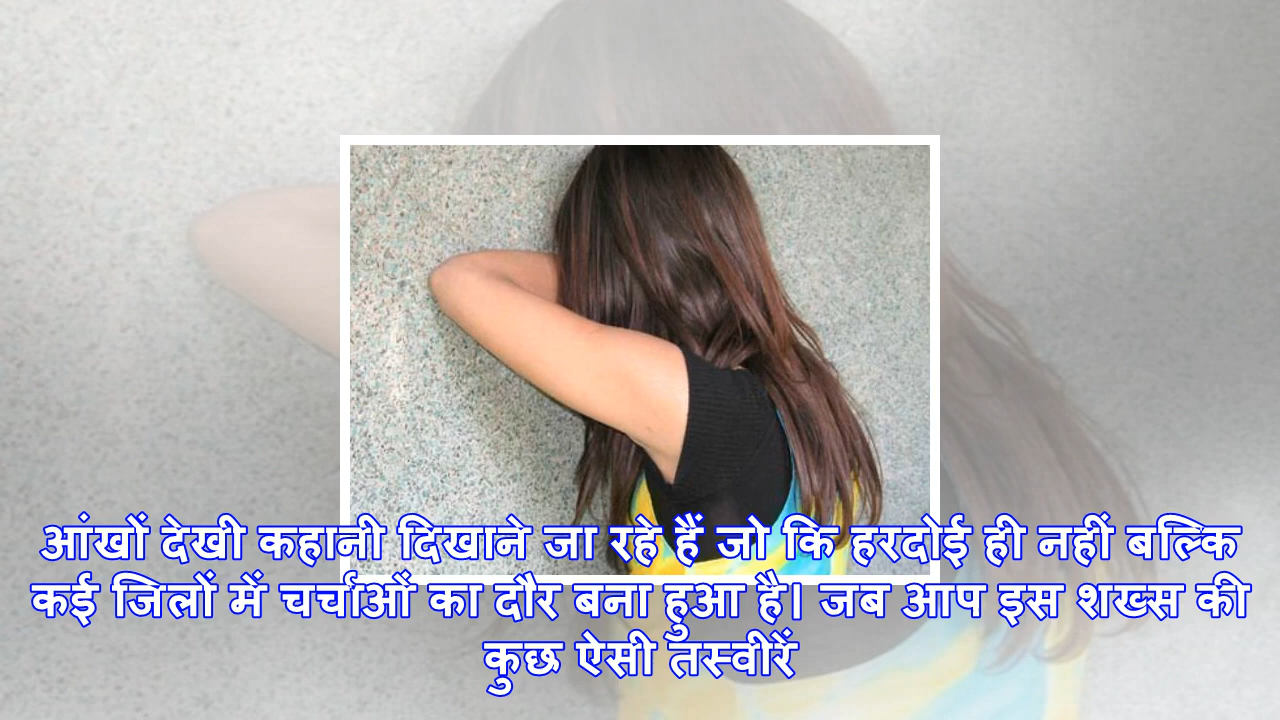 आंखों देखी कहानी दिखाने जा रहे हैं जो कि हरदोई ही नहीं बल्कि
कई जिलों में चर्चाओं का दौर बना हुआ है। जब आप इस शख्स की
कुछ ऐसी तस्वीरें